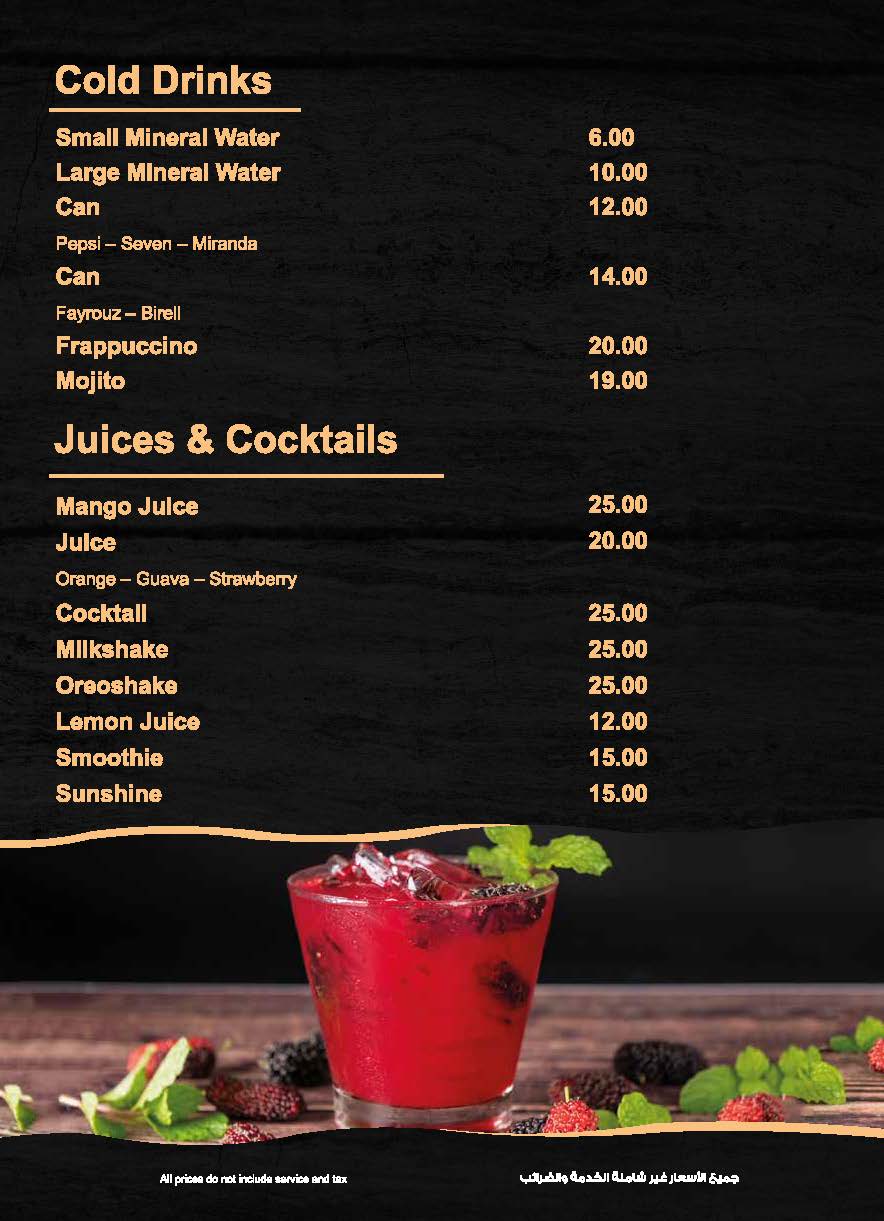 Cold Drinks
Small Mineral Water 6.00
Large Mineral Water 10.00
Can 12.00
Pepsi – Seven – Miranda
Can 14.00
Fayrouz – Birell
Frappuccino 20.00
Mojito 19.00
Juices & Cocktails
Mango Juice 25.00
Juice 20.00
Orange – Guava – Strawberry
Cocktail 25.00
Milkshake 25.00
Oreoshake 25.00
Lemon Juice 12.00
Smoothie 15.00
Sunshine 15.00
All prices do not include service and tax
جميع الأسعار غير شاملة الخدمة والضرائب